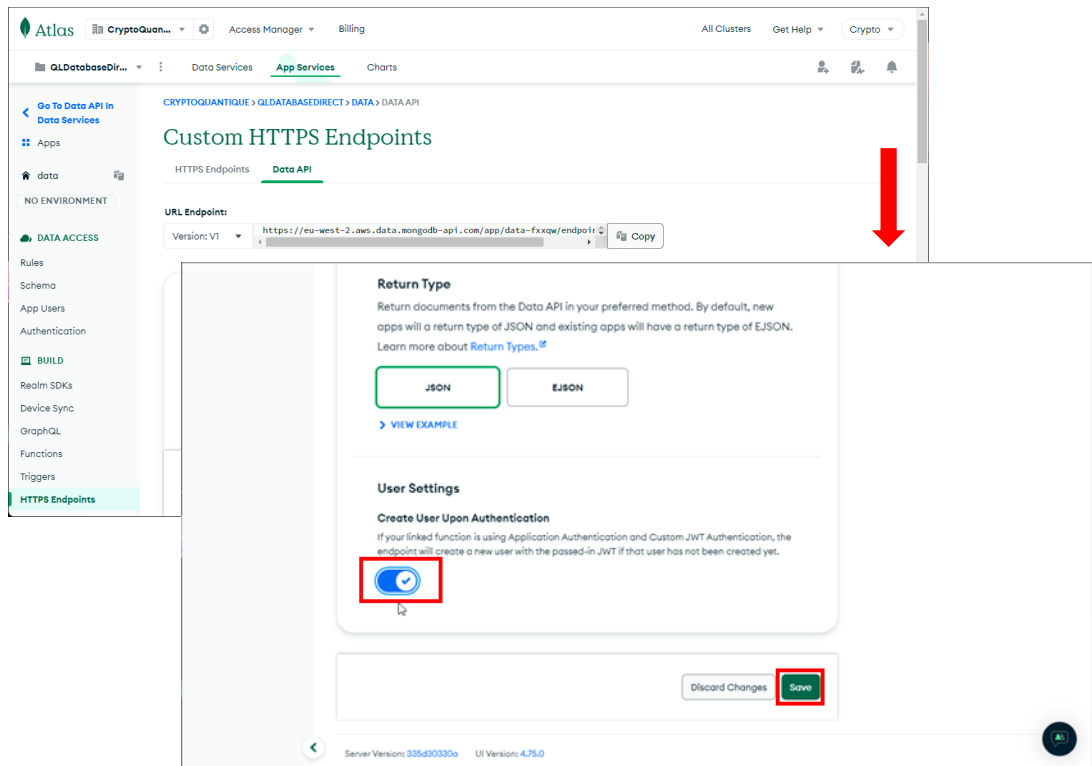 Atlas
CryptoQuan...
Access Manager
Billing
All Clusters
Get Help
Crypto
QLDatabaseDir...
Data Services
App Services
Charts
Go To Data API In
Data Services
Apps
data
NO ENVIRONMENT
DATA ACCESS
Rules
Schema
App Users
Authentication
BUILD
Realm SDKs
Device Sync
GraphQL
Functions
Triggers
HTTPS Endpoints
CRYPTOQUANTIQUE > QLDATABASEDIRECT > DATA > DATA API
Custom HTTPS Endpoints
HTTPS Endpoints
Data API
URL Endpoint:
Version: V1
https://eu-west-2.aws.data.mongodb-api.com/app/data-fxxqw/endpoin
Copy
Return Type
Return documents from the Data API in your preferred method. By default, new
apps will a return type of JSON and existing apps will have a return type of EJSON.
Learn more about Return Types.
JSON
EJSON
VIEW EXAMPLE
User Settings
Create User Upon Authentication
If your linked function is using Application Authentication and Custom JWT Authentication, the
endpoint will create a new user with the passed-in JWT if that user has not been created yet.
Discard Changes
Save
Server Version: 335d30330a
UI Version: 4.75.0